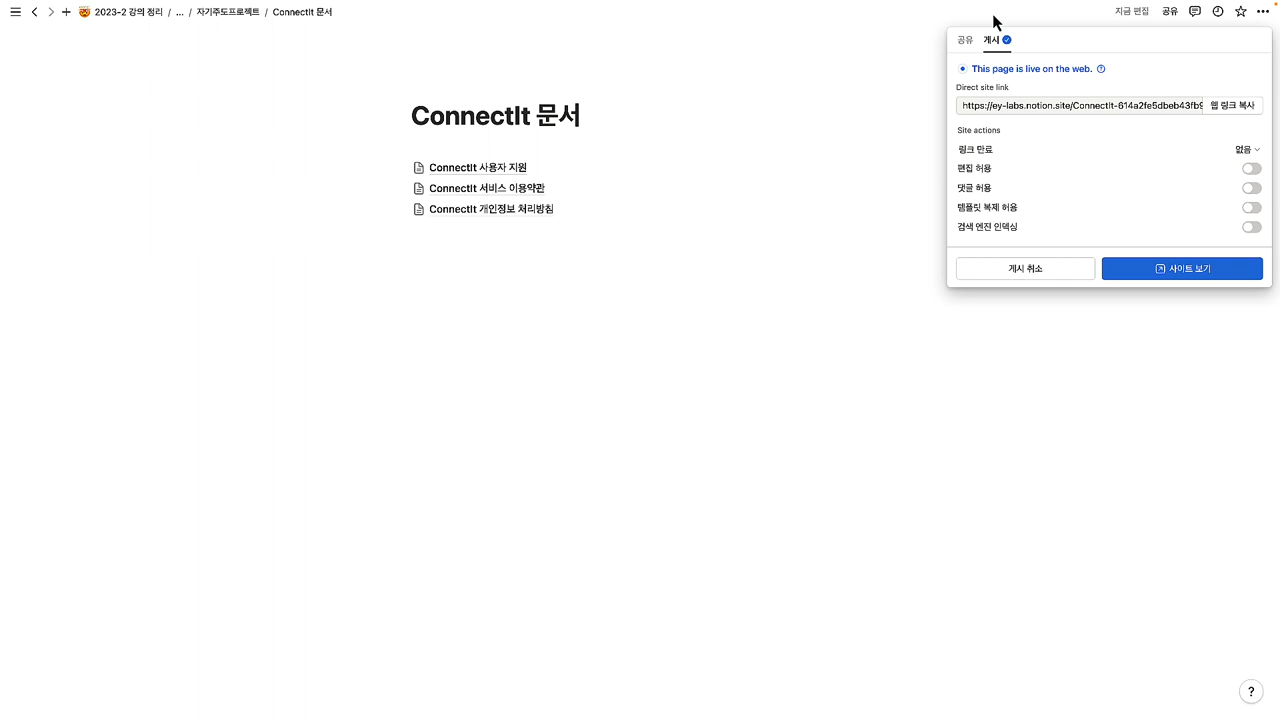 2023-2 강의 정리 / ... / 자기주도프로젝트 / ConnectIt 문서
지금 편집 공유
공유 게시
This page is live on the web.
Direct site link
https://ey-labs.notion.site/ConnectIt-614a2fe5dbeb43fb9 웹 링크 복사
Site actions
링크 만료 없음
편집 허용
댓글 허용
템플릿 복제 허용
검색 엔진 인덱싱
게시 취소 사이트 보기
ConnectIt 문서
ConnectIt 사용자 지원
ConnectIt 서비스 이용약관
ConnectIt 개인정보 처리방침
?